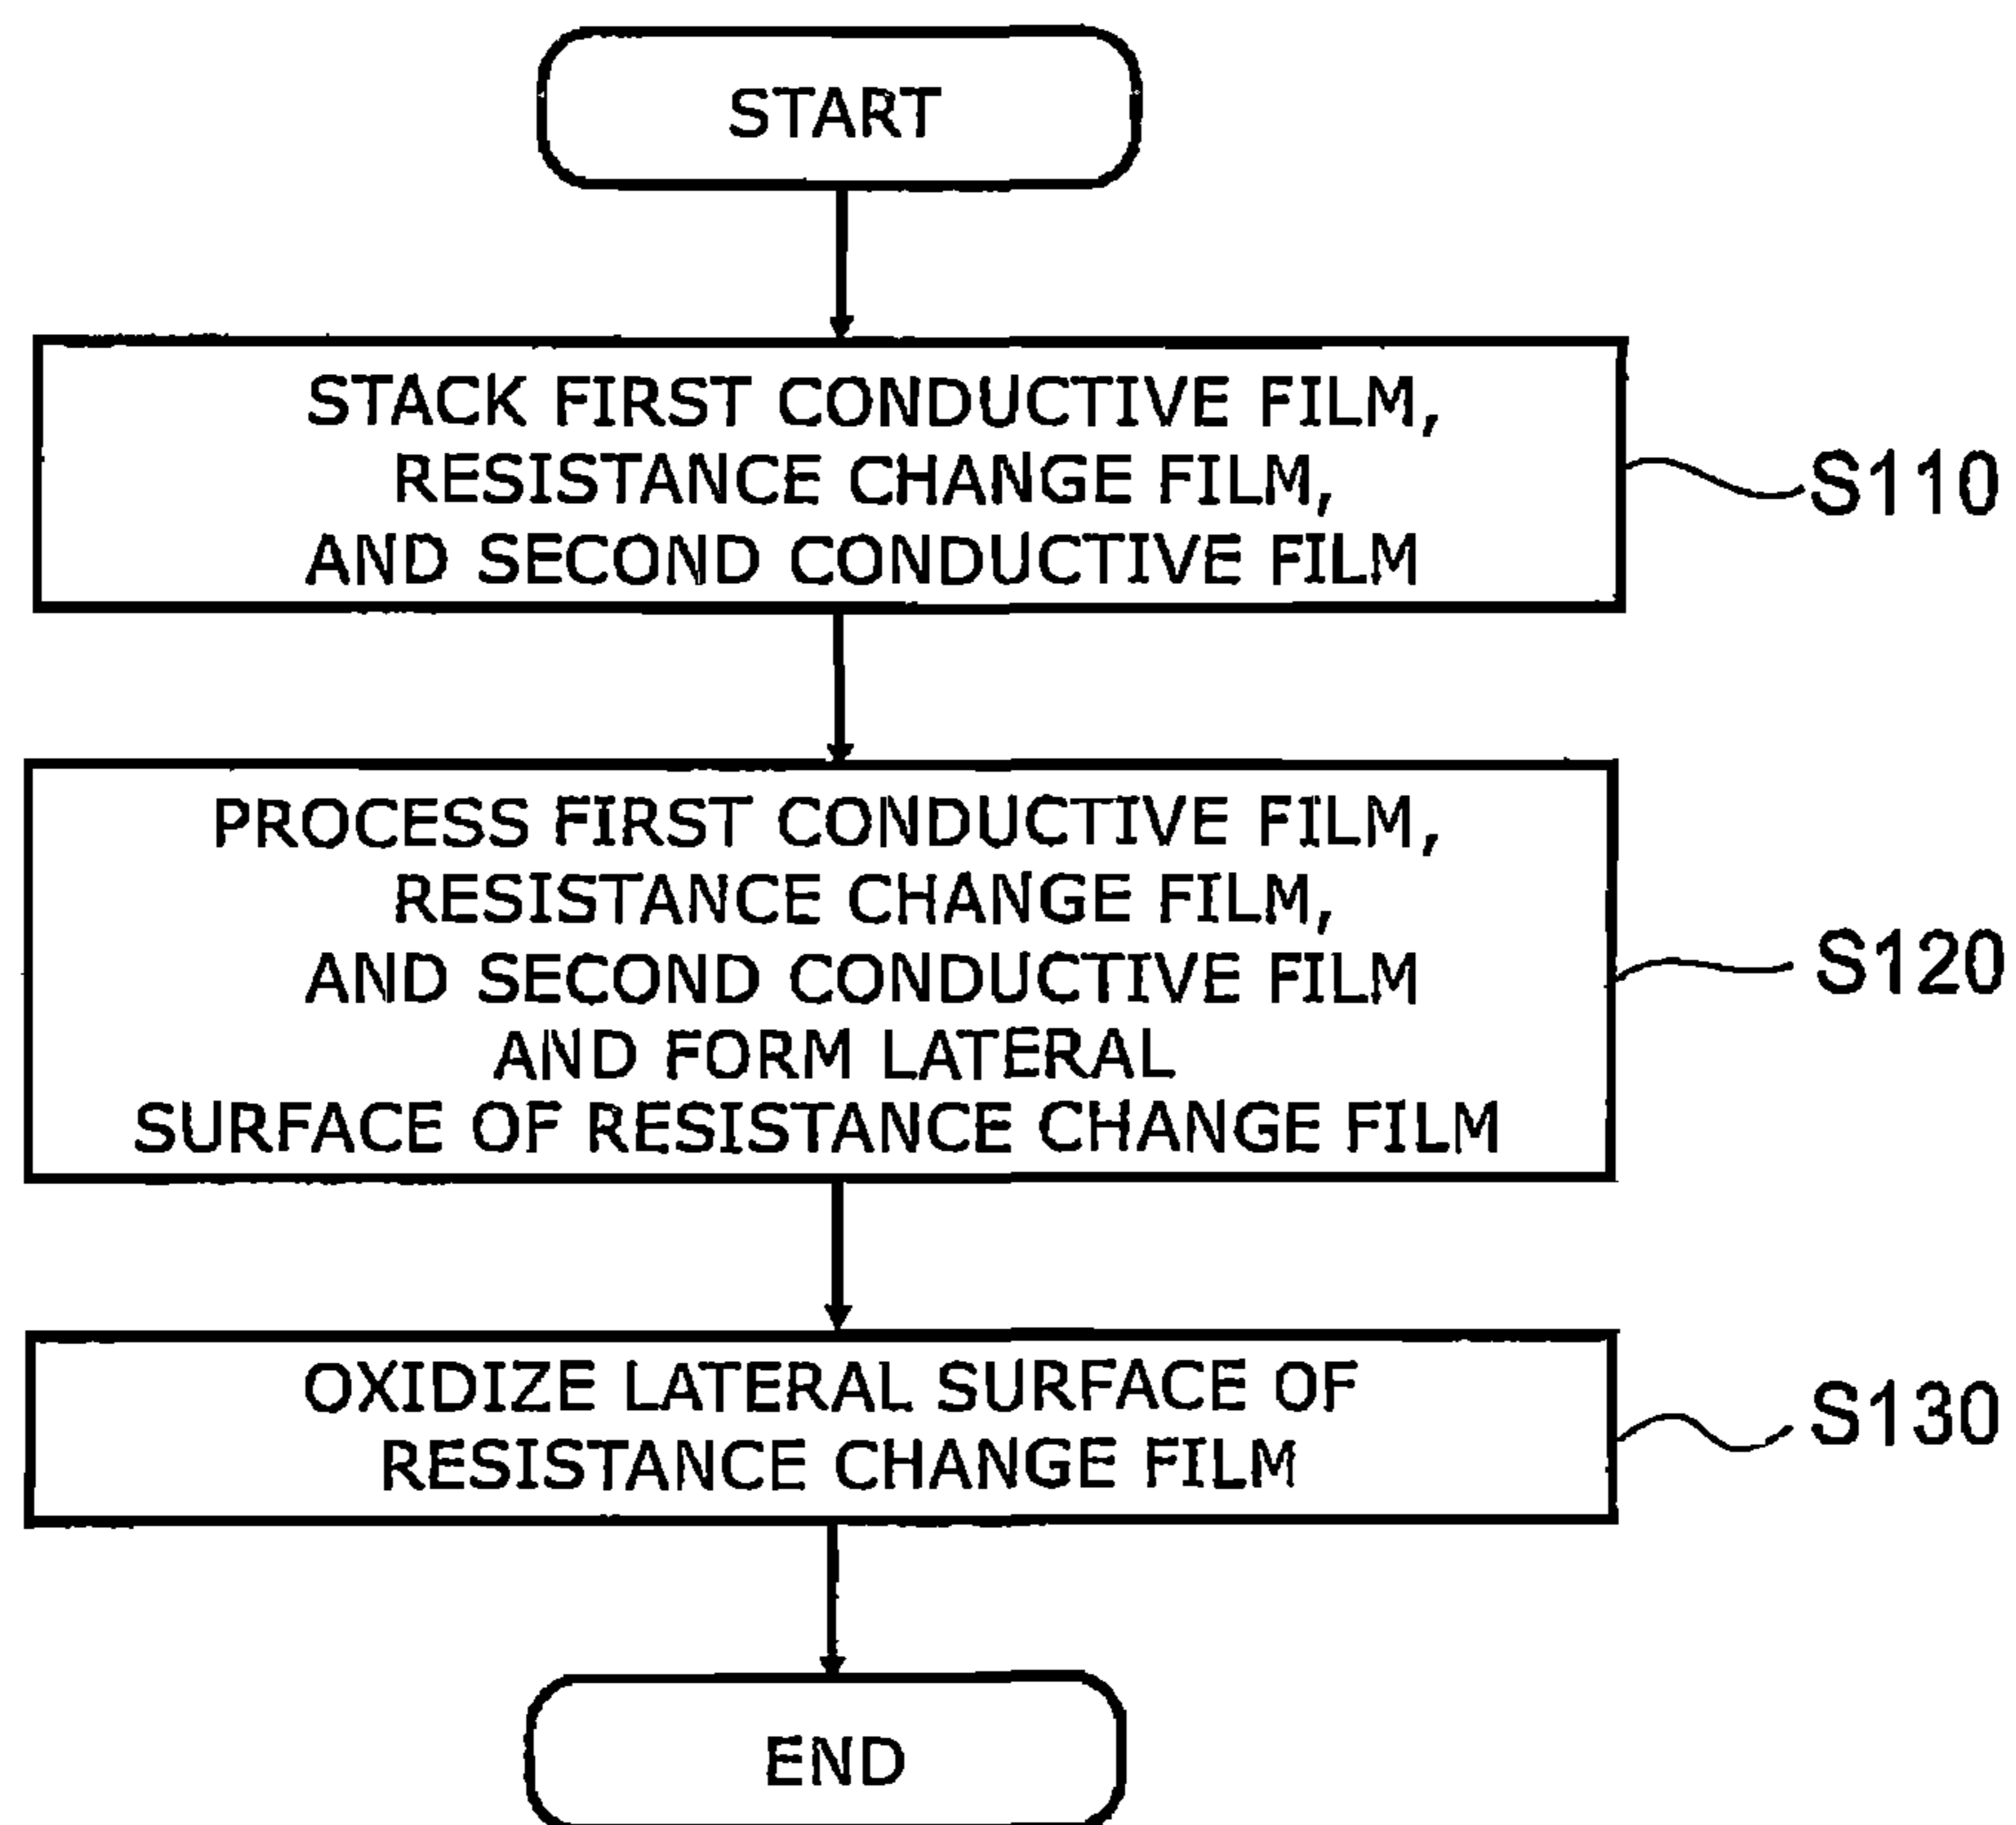 START
STACK FIRST CONDUCTIVE FILM,
RESISTANCE CHANGE FILM,
AND SECOND CONDUCTIVE FILM
S110
PROCESS FIRST CONDUCTIVE FILM,
RESISTANCE CHANGE FILM,
AND SECOND CONDUCTIVE FILM
AND FORM LATERAL
SURFACE OF RESISTANCE CHANGE FILM
S120
OXIDIZE LATERAL SURFACE OF
RESISTANCE CHANGE FILM
S130
END